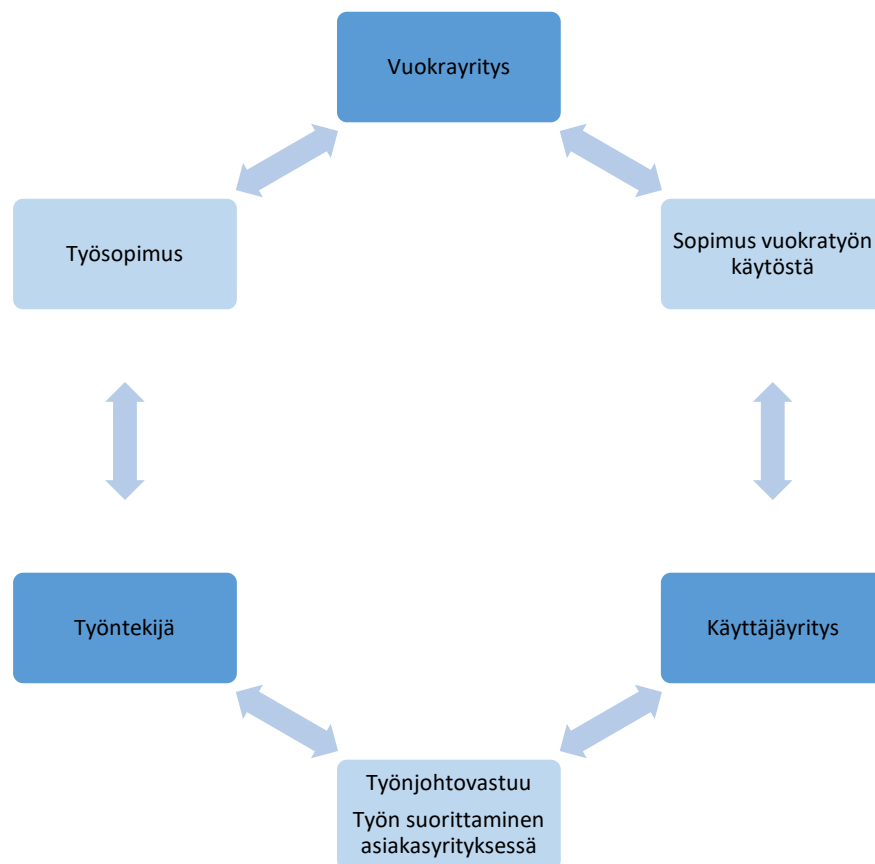 Vuokrayritys
Työsopimus
Sopimus vuokratyön
käytöstä
Työntekijä
Käyttäjäyritys
Työnjohtovastuu
Työn suorittaminen
asiakasyrityksessä